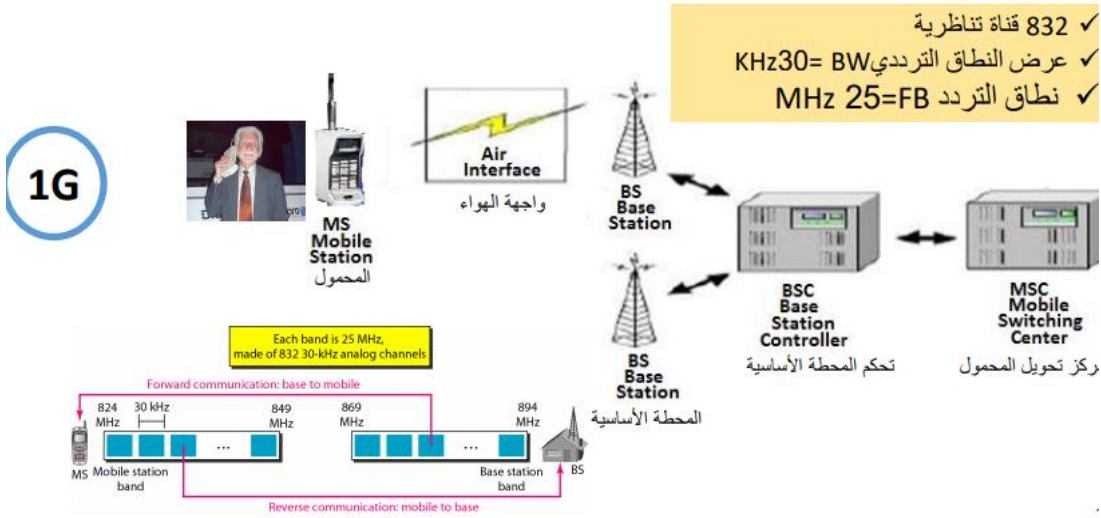 832 قناة تناظرية
عرض النطاق التردديKHz30= BW
نطاق التردد MHz 25=FB
1G
MS
Mobile
Station
المحمول
Air
Interface
واجهة الهواء
BS
Base
Station
BS
Base
Station
المحطة الأساسية
BSC
Base
Station
Controller
تحكم المحطة الأساسية
MSC
Mobile
Switching
Center
مركز تحويل المحمول
Each band is 25 MHz,
made of 832 30-kHz analog channels
Forward communication: base to mobile
824
MHz
30 kHz
849
MHz
869
MHz
894
MHz
...
...
MS
Mobile station
band
Base station
band
BS
Reverse communication: mobile to base